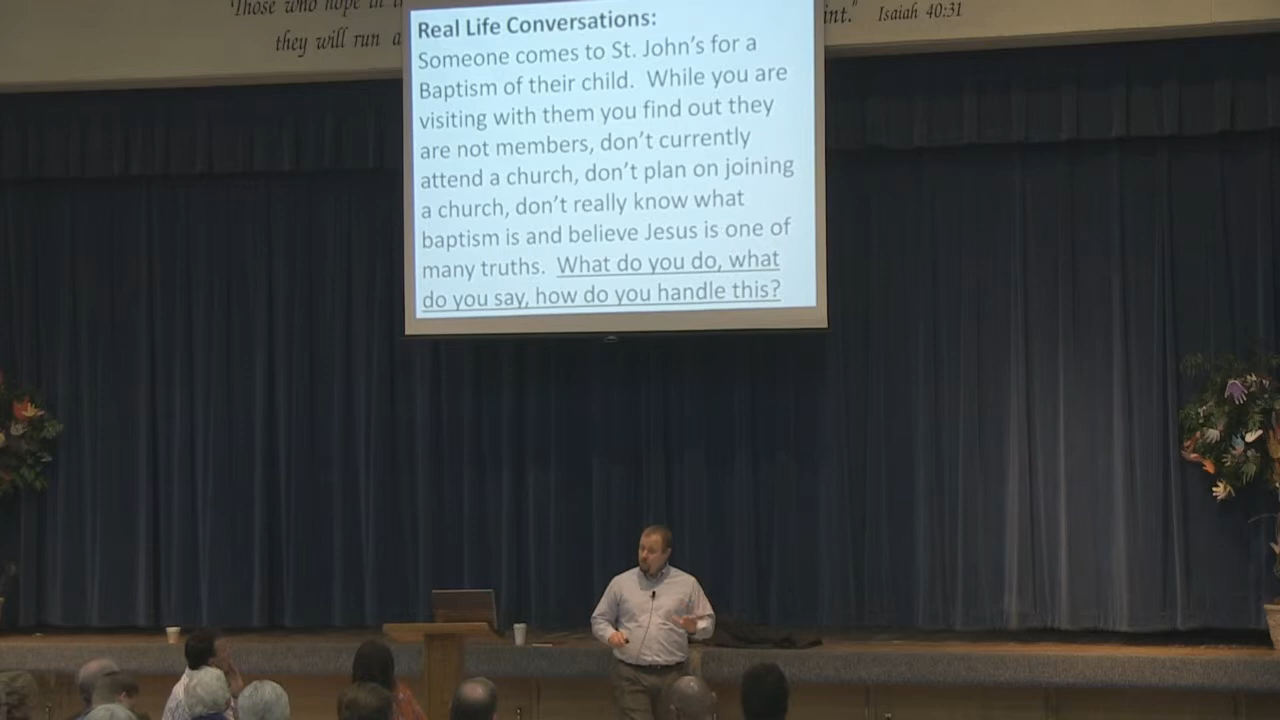 "Those who hope in
they will run a
int." Isaiah 40:31
Real Life Conversations:
Someone comes to St. John's for a
Baptism of their child. While you are
visiting with them you find out they
are not members, don't currently
attend a church, don't plan on joining
a church, don't really know what
baptism is and believe Jesus is one of
many truths. What do you do, what
do you say, how do you handle this?